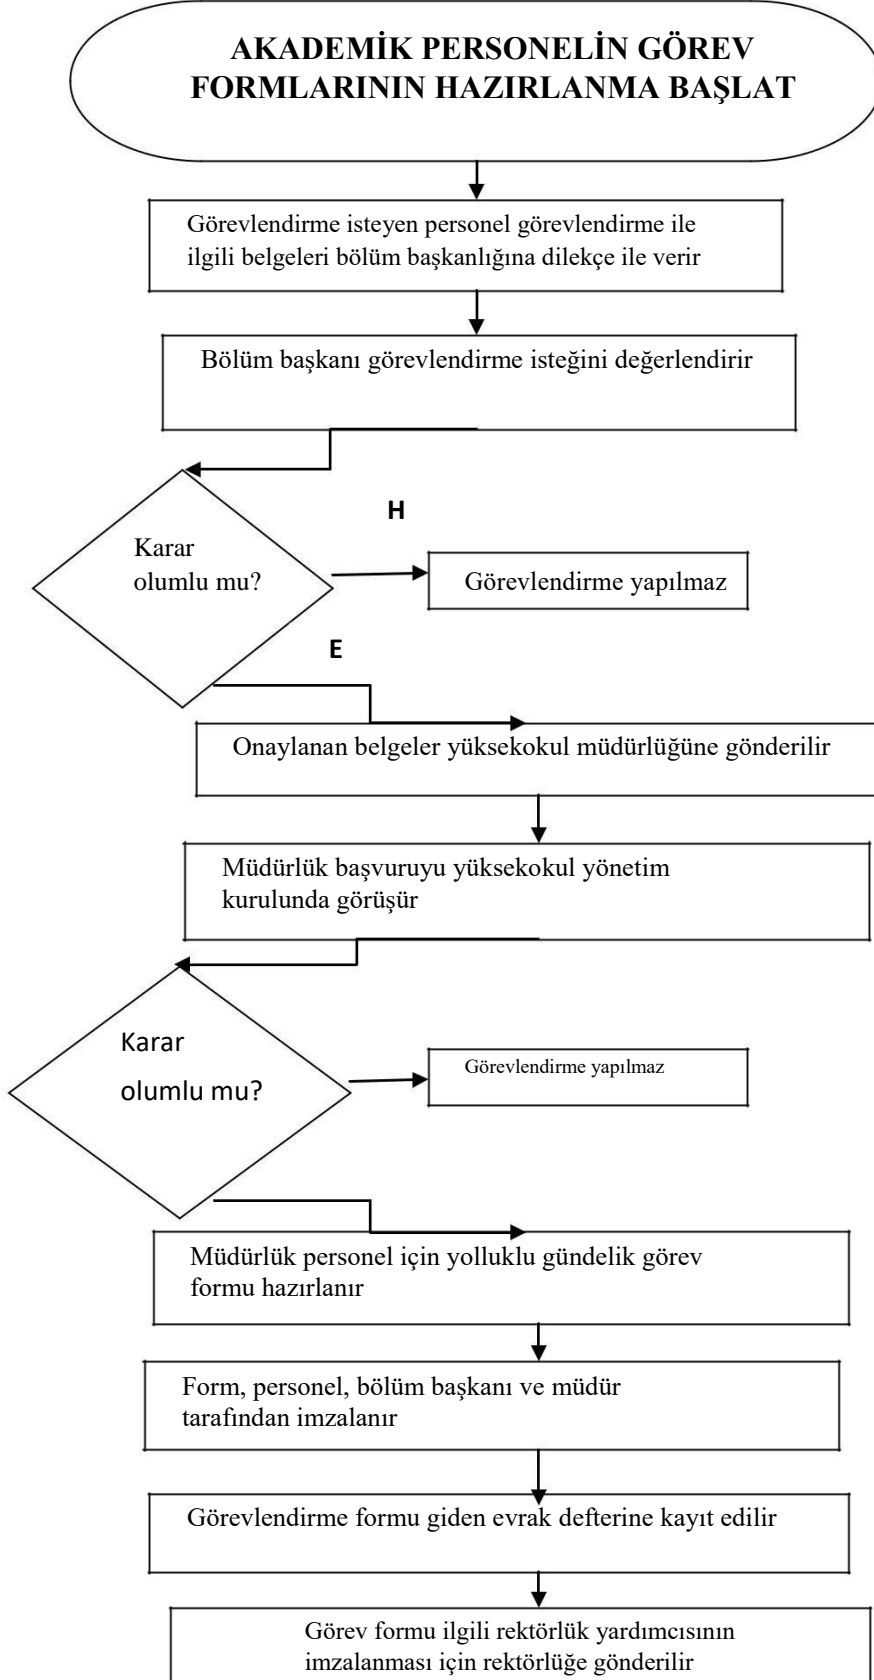 AKADEMİK PERSONELİN GÖREV
FORMLARININ HAZIRLANMA BAŞLAT
Görevlendirme isteyen personel görevlendirme ile
ilgili belgeleri bölüm başkanlığına dilekçe ile verir
Bölüm başkanı görevlendirme isteğini değerlendirir
H
Karar
olumlu mu?
Görevlendirme yapılmaz
E
Onaylanan belgeler yüksekokul müdürlüğüne gönderilir
Müdürlük başvuruyu yüksekokul yönetim
kurulunda görüşür
Karar
olumlu mu?
Görevlendirme yapılmaz
Müdürlük personel için yolluklu gündelik görev
formu hazırlanır
Form, personel, bölüm başkanı ve müdür
tarafından imzalanır
Görevlendirme formu giden evrak defterine kayıt edilir
Görev formu ilgili rektörlük yardımcısının
imzalanması için rektörlüğe gönderilir